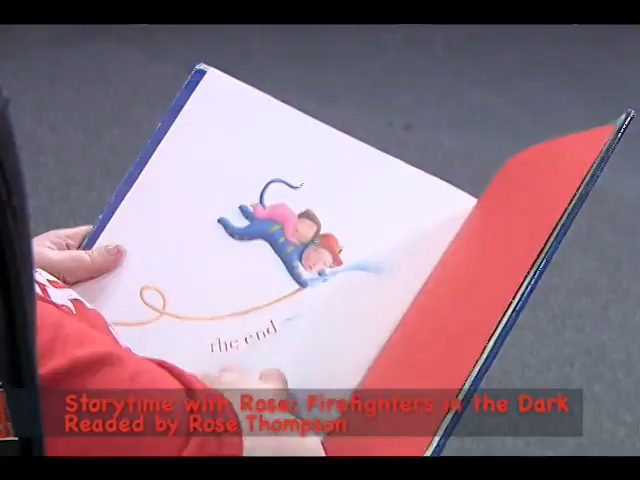 the end
Storytime with Rose: Firefighters in the Dark
Readed by Rose Thompson